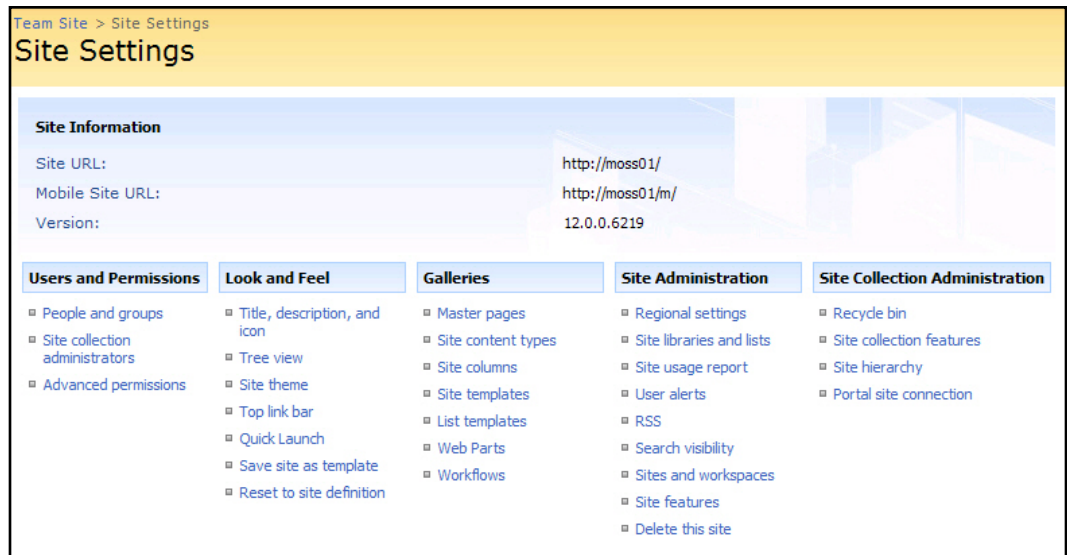 Team Site > Site Settings
Site Settings
Site Information
Site URL: http://moss01/
Mobile Site URL: http://moss01/m/
Version: 12.0.0.6219
Users and Permissions
People and groups
Site collection
administrators
Advanced permissions
Look and Feel
Title, description, and
icon
Tree view
Site theme
Top link bar
Quick Launch
Save site as template
Reset to site definition
Galleries
Master pages
Site content types
Site columns
Site templates
List templates
Web Parts
Workflows
Site Administration
Regional settings
Site libraries and lists
Site usage report
User alerts
RSS
Search visibility
Sites and workspaces
Site features
Delete this site
Site Collection Administration
Recycle bin
Site collection features
Site hierarchy
Portal site connection